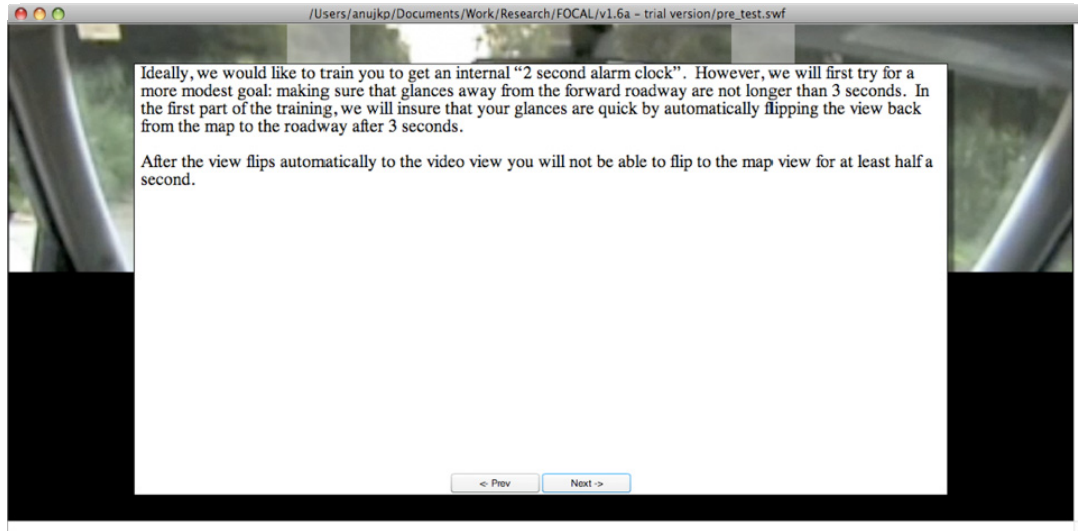 /Users/anujkp/Documents/Work/Research/FOCAL/v1.6a – trial version/pre_test.swf
Ideally, we would like to train you to get an internal “2 second alarm clock”.  However, we will first try for a
more modest goal: making sure that glances away from the forward roadway are not longer than 3 seconds.  In
the first part of the training, we will insure that your glances are quick by automatically flipping the view back
from the map to the roadway after 3 seconds.
After the view flips automatically to the video view you will not be able to flip to the map view for at least half a
second.
<- Prev
Next ->